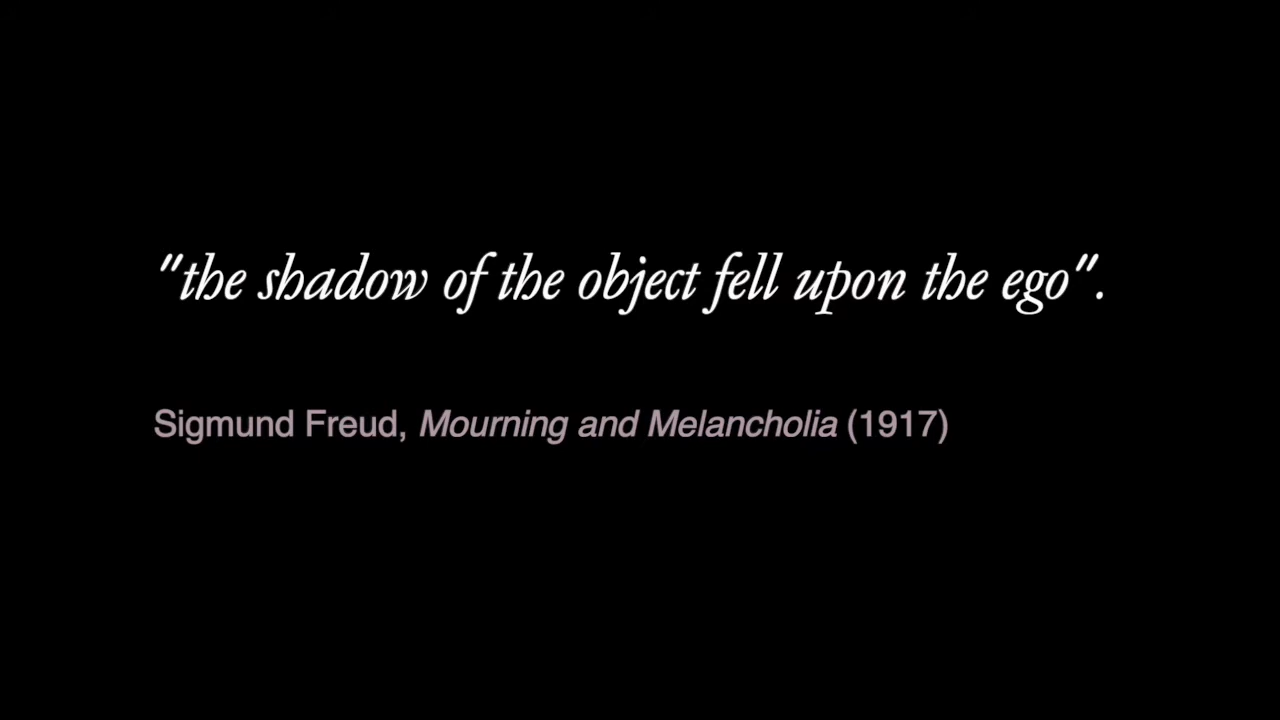 "the shadow of the object fell upon the ego".
Sigmund Freud, Mourning and Melancholia (1917)